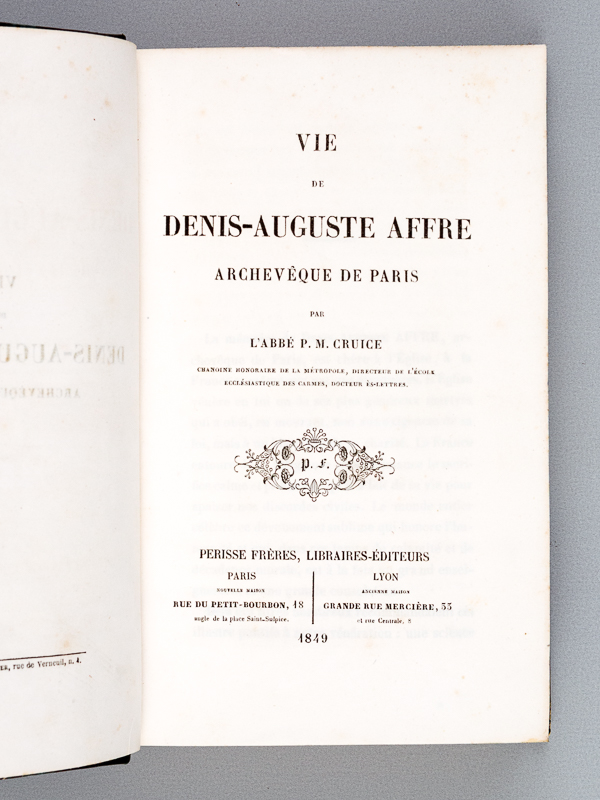 VIE
DE
DENIS-AUGUSTE AFFRE
ARCHEVÊQUE DE PARIS
PAR
L'ABBÉ P. M. CRUICE
CHANOINE HONORAIRE DE LA MÉTROPOLE, DIRECTEUR DE L'ÉCOLE
ECCLÉSIASTIQUE DES CARMES, DOCTEUR ÈS-LETTRES.
P. F.
PERISSE FRÈRES, LIBRAIRES-ÉDITEURS
PARIS
NOUVELLE MAISON
RUE DU PETIT-BOURBON, 18
angle de la place Saint-Sulpice.
LYON
ANCIENNE MAISON
GRANDE RUE MERCIÈRE, 33
et rue Centrale, 8
1849
rue de Verneuil, n. 4.